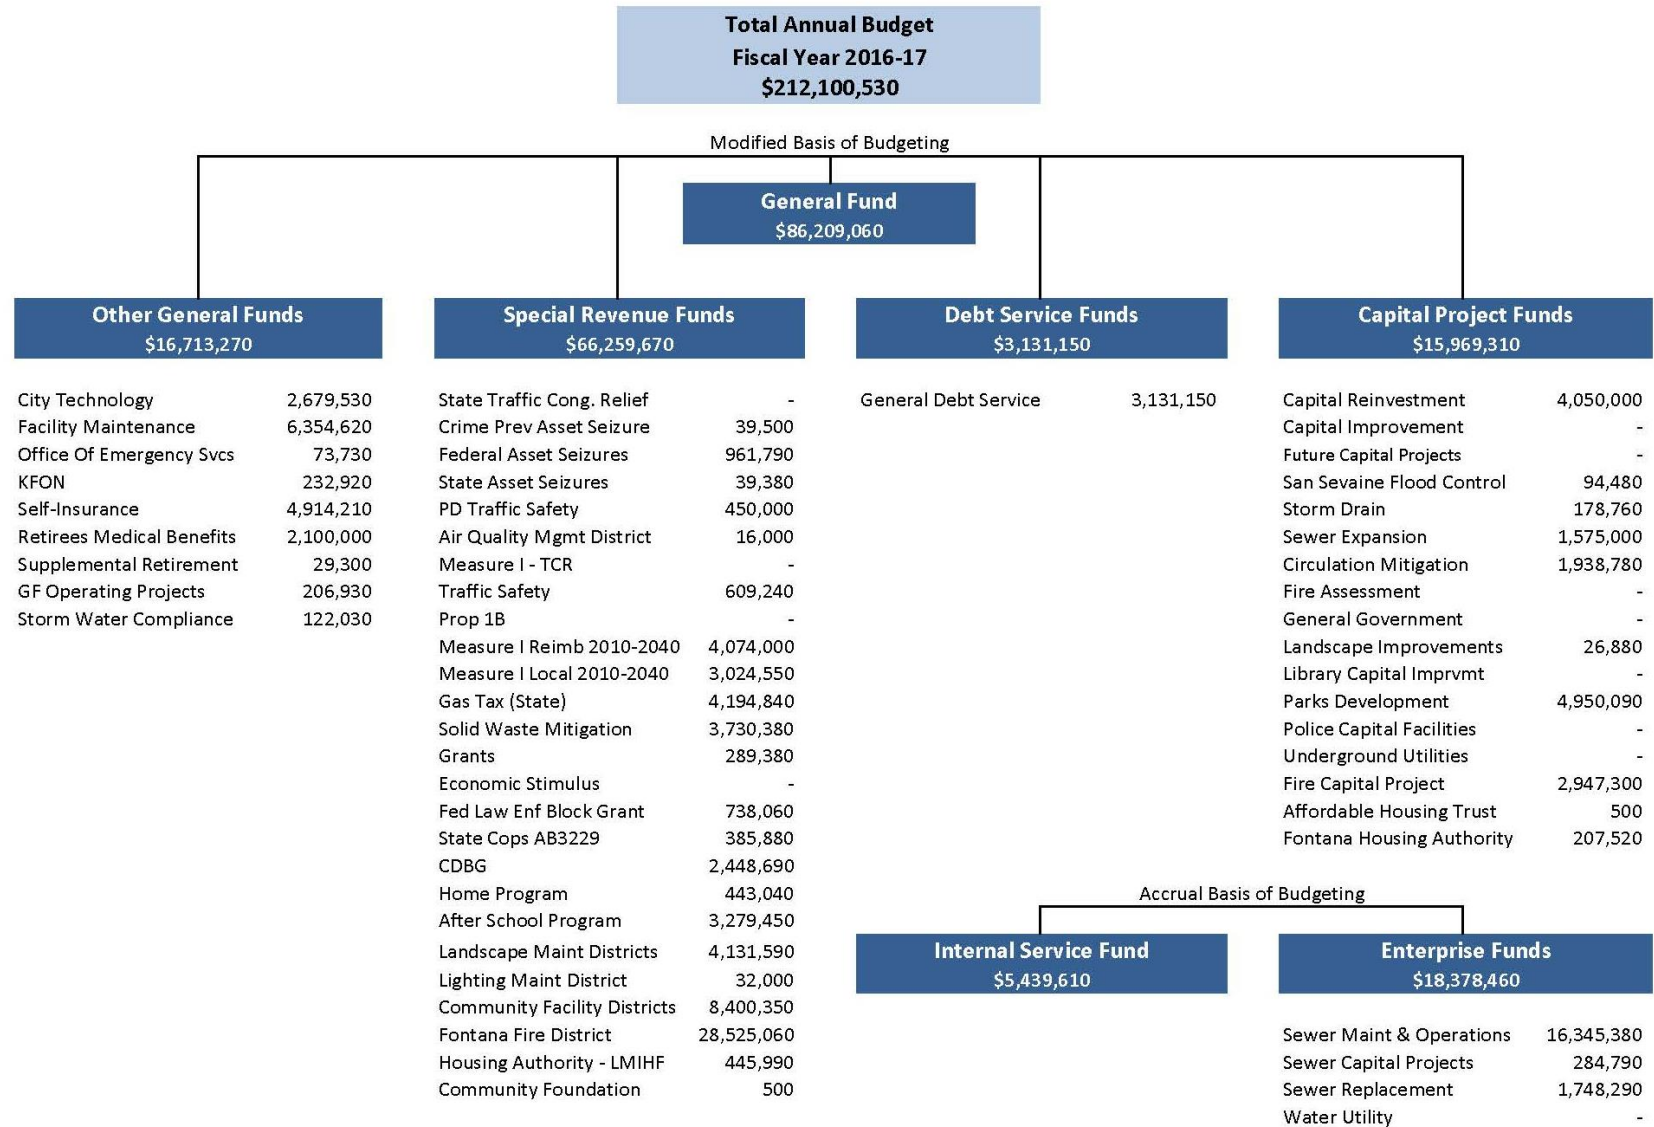 Total Annual Budget
Fiscal Year 2016-17
$212,100,530
Modified Basis of Budgeting
General Fund
$86,209,060
Other General Funds
$16,713,270
City Technology 2,679,530
Facility Maintenance 6,354,620
Office Of Emergency Svcs 73,730
KFON 232,920
Self-Insurance 4,914,210
Retirees Medical Benefits 2,100,000
Supplemental Retirement 29,300
GF Operating Projects 206,930
Storm Water Compliance 122,030
Special Revenue Funds
$66,259,670
State Traffic Cong. Relief -
Crime Prev Asset Seizure 39,500
Federal Asset Seizures 961,790
State Asset Seizures 39,380
PD Traffic Safety 450,000
Air Quality Mgmt District 16,000
Measure I - TCR -
Traffic Safety 609,240
Prop 1B -
Measure I Reimb 2010-2040 4,074,000
Measure I Local 2010-2040 3,024,550
Gas Tax (State) 4,194,840
Solid Waste Mitigation 3,730,380
Grants 289,380
Economic Stimulus -
Fed Law Enf Block Grant 738,060
State Cops AB3229 385,880
CDBG 2,448,690
Home Program 443,040
After School Program 3,279,450
Landscape Maint Districts 4,131,590
Lighting Maint District 32,000
Community Facility Districts 8,400,350
Fontana Fire District 28,525,060
Housing Authority - LMIHF 445,990
Community Foundation 500
Debt Service Funds
$3,131,150
General Debt Service 3,131,150
Capital Project Funds
$15,969,310
Capital Reinvestment 4,050,000
Capital Improvement -
Future Capital Projects -
San Sevaine Flood Control 94,480
Storm Drain 178,760
Sewer Expansion 1,575,000
Circulation Mitigation 1,938,780
Fire Assessment -
General Government -
Landscape Improvements 26,880
Library Capital Imprvmt -
Parks Development 4,950,090
Police Capital Facilities -
Underground Utilities -
Fire Capital Project 2,947,300
Affordable Housing Trust 500
Fontana Housing Authority 207,520
Accrual Basis of Budgeting
Internal Service Fund
$5,439,610
Enterprise Funds
$18,378,460
Sewer Maint & Operations 16,345,380
Sewer Capital Projects 284,790
Sewer Replacement 1,748,290
Water Utility -